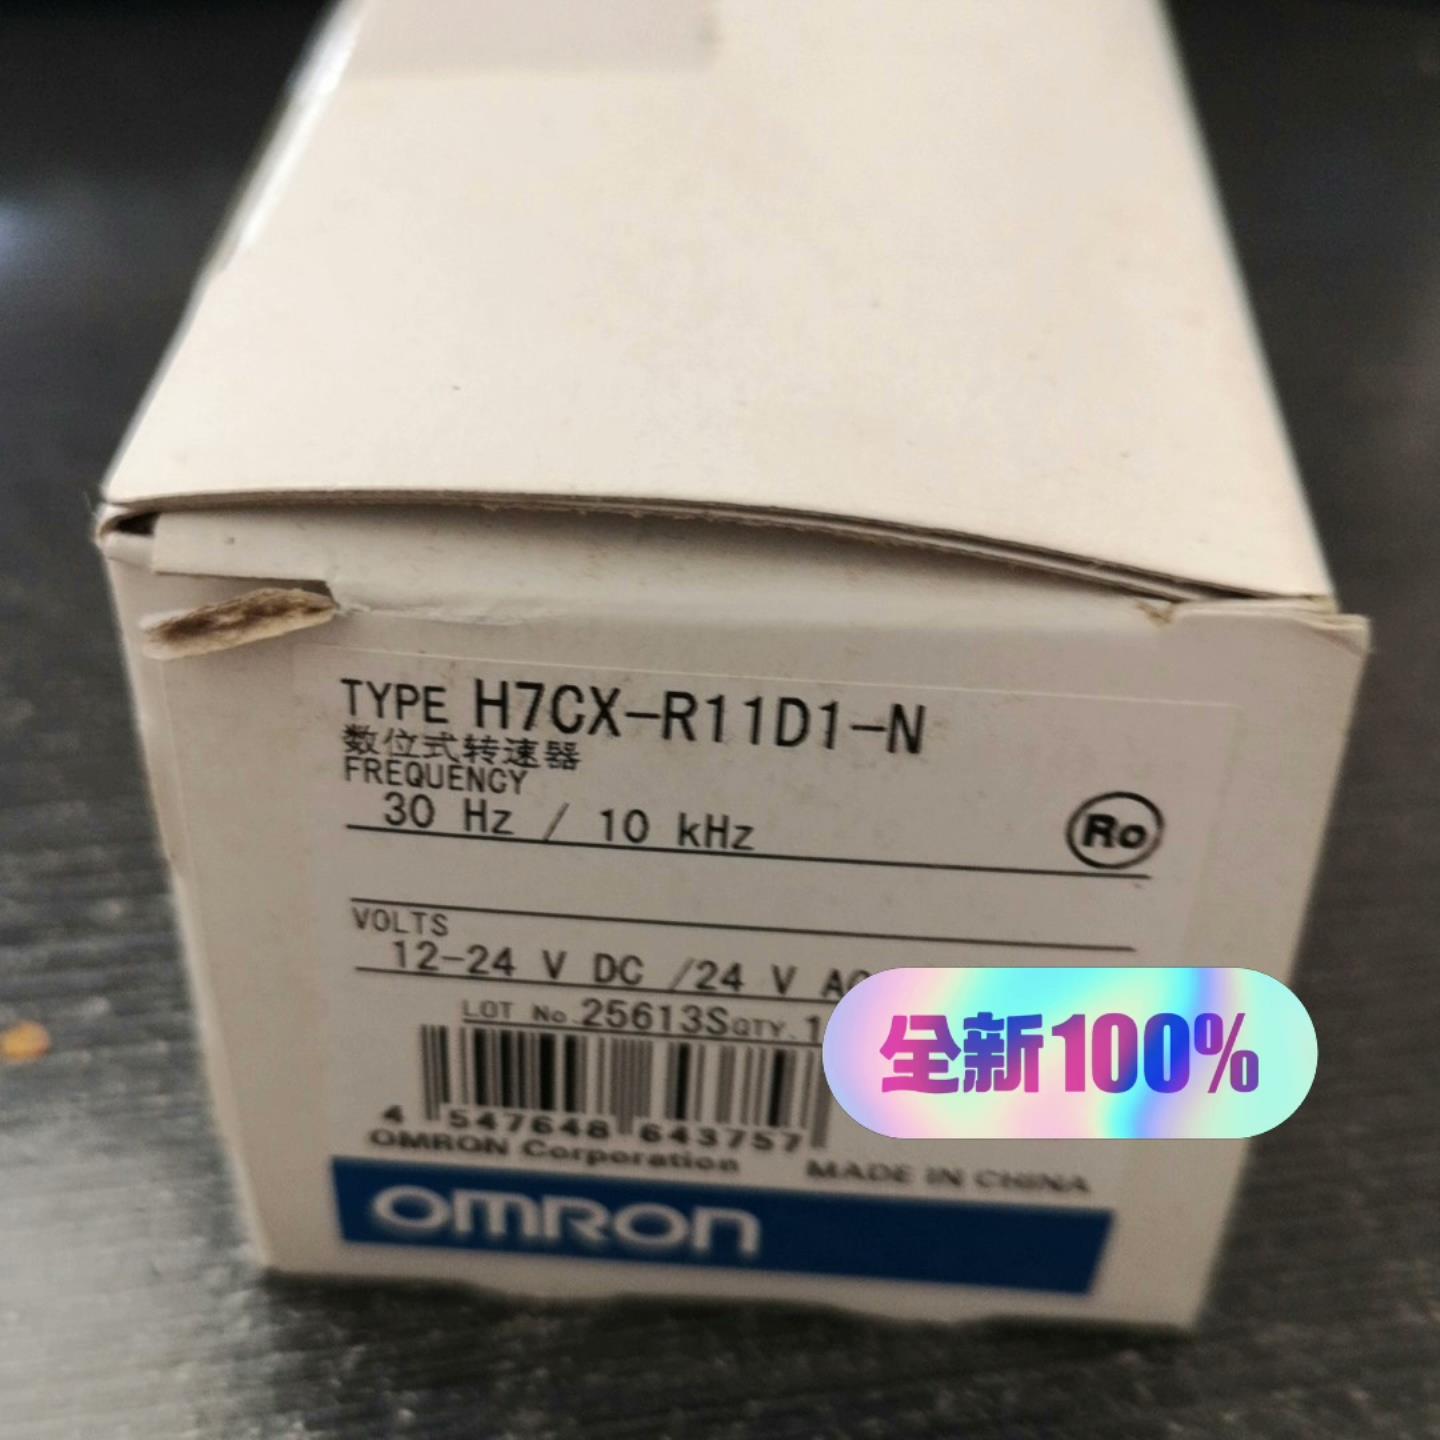 TYPE H7CX-R11D1-N
数位式转速器
FREQUENCY
30 Hz / 10 kHz
Ro
VOLTS
12-24 V DC /24 V AC
LOT No.25613S QTY.1
全新100%
4 547648 643757
OMRON Corporation
MADE IN CHINA
OMRON